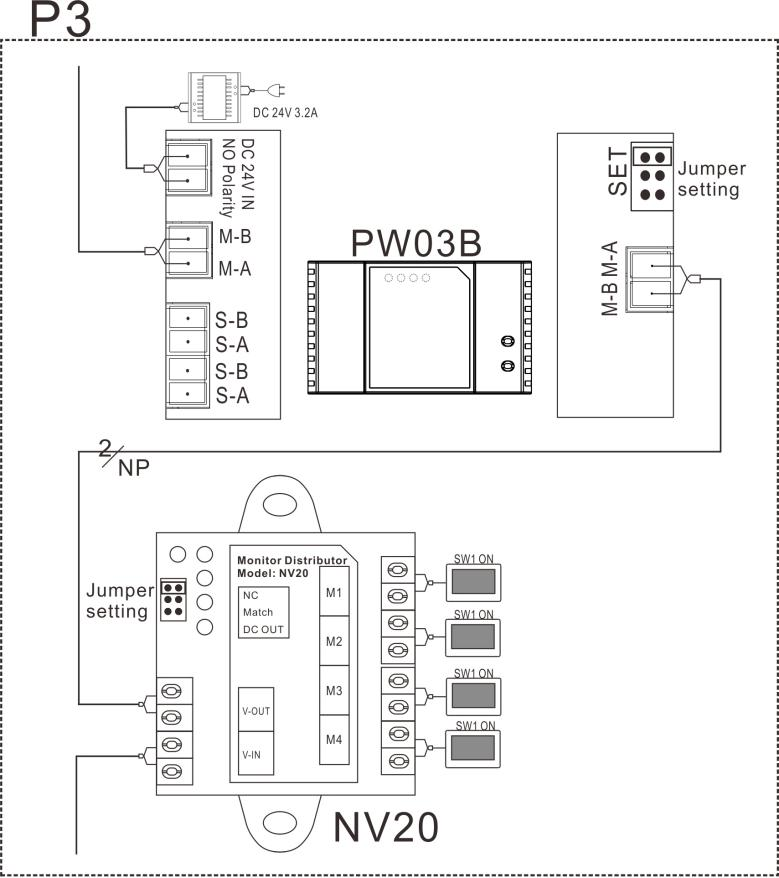 P3
DC 24V 3.2A
DC 24V IN
NO Polarity
M-B
M-A
S-B
S-A
S-B
S-A
PW03B
SET
Jumper
setting
M-B M-A
2
NP
Monitor Distributor
Model: NV20
NC
Match
DC OUT
M1
M2
M3
M4
V-OUT
V-IN
Jumper
setting
SW1 ON
SW1 ON
SW1 ON
SW1 ON
NV20